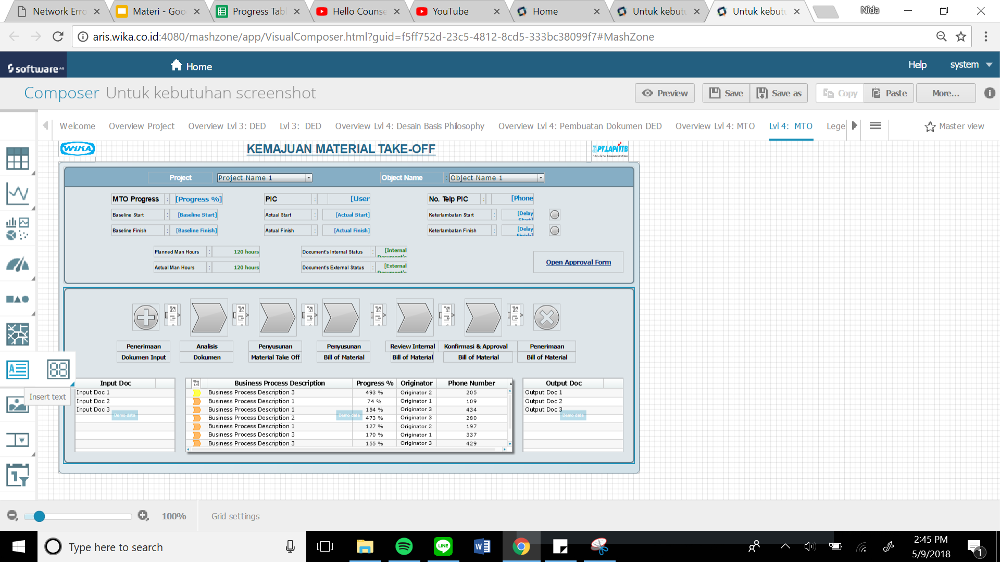 Network Erro
Materi - Goo
Progress Tab
Hello Counse
YouTube
Home
Untuk kebutu
Untuk kebutu
Nida
aris.wika.co.id:4080/mashzone/app/VisualComposer.html?guid=f5ff752d-23c5-4812-8cd5-333bc38099f7#MashZone
software AG
Home
Help
system
Composer Untuk kebutuhan screenshot
Preview
Save
Save as
Copy
Paste
More...
Welcome
Overview Project
Overview Lvl 3: DED
Lvl 3: DED
Overview Lvl 4: Desain Basis Philosophy
Overview Lvl 4: Pembuatan Dokumen DED
Overview Lvl 4: MTO
Lvl 4: MTO
Lege
Master view
WIKA
KEMAJUAN MATERIAL TAKE-OFF
PT.LAPI ITB
Project
Project Name 1
Object Name
:
Object Name 1
MTO Progress : [Progress %]
PIC : [User
No. Telp PIC : [Phone
Baseline Start : [Baseline Start]
Actual Start : [Actual Start]
Keterlambatan Start : [Delay Start]
Baseline Finish : [Baseline Finish]
Actual Finish : [Actual Finish]
Keterlambatan Finish : [Delay Finish]
Planned Man Hours : 120 hours
Document's Internal Status : [Internal Document's
Actual Man Hours : 120 hours
Document's External Status : [External Document's
Open Approval Form
Penerimaan
Dokumen Input
Analisis
Dokumen
Penyusunan
Material Take Off
Penyusunan
Bill of Material
Review Internal
Bill of Material
Konfirmasi & Approval
Bill of Material
Penerimaan
Bill of Material
Input Doc
Input Doc 1
Input Doc 2
Input Doc 3
Demo data
Business Process Description Progress % Originator Phone Number
Business Process Description 3 493 % Originator 2 205
Business Process Description 1 74 % Originator 1 109
Business Process Description 1 154 % Originator 3 434
Business Process Description 2 473 % Originator 3 280
Business Process Description 1 127 % Originator 2 197
Business Process Description 3 170 % Originator 1 337
Business Process Description 3 155 % Originator 3 429
Demo data
Output Doc
Output Doc 1
Output Doc 2
Output Doc 3
Demo data
Insert text
100%
Grid settings
Type here to search
LINE
2:45 PM
5/9/2018
1